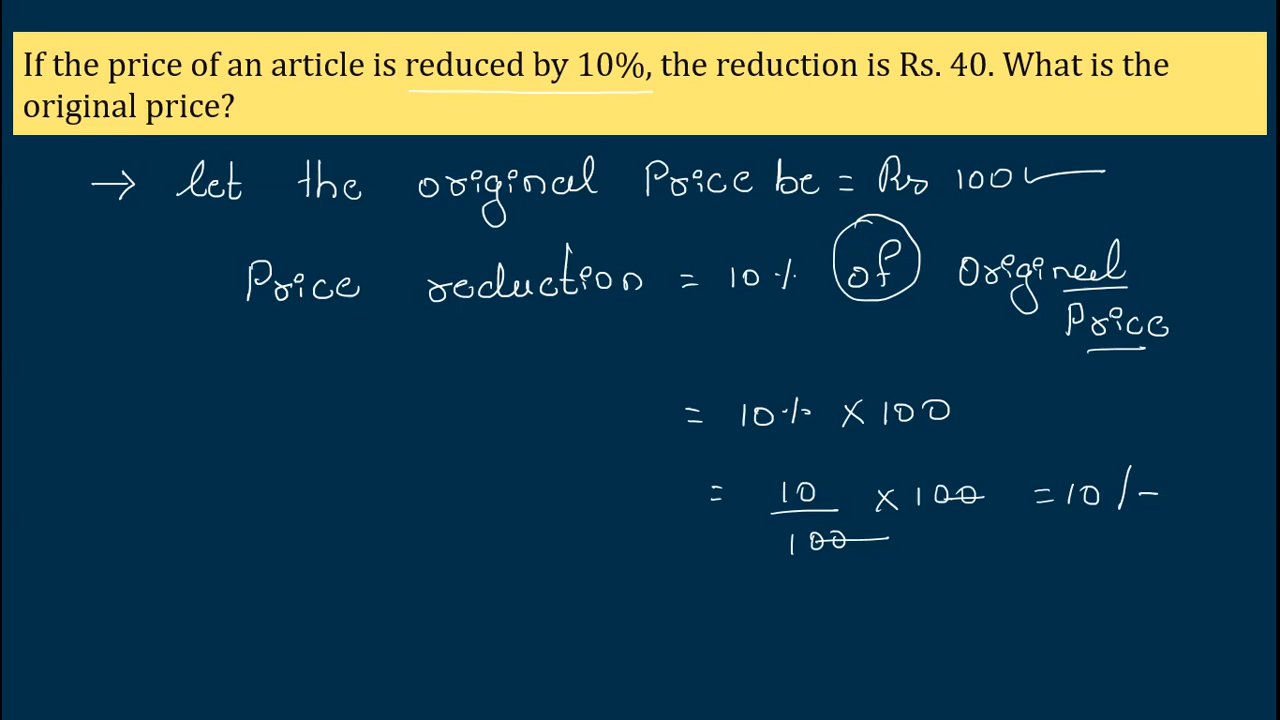 If the price of an article is reduced by 10%, the reduction is Rs. 40. What is the
original price?
→ let the original Price be = Rs 100
Price reduction = 10% of Original
Price
= 10% × 100
= 10/100 × 100 = 10/-